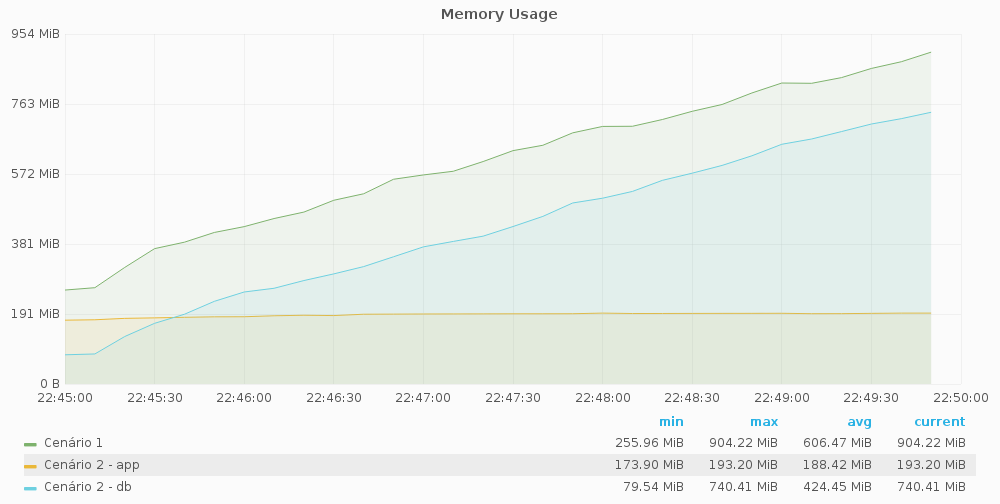 Memory Usage
954 MiB
763 MiB
572 MiB
381 MiB
191 MiB
0 B
22:45:00 22:45:30 22:46:00 22:46:30 22:47:00 22:47:30 22:48:00 22:48:30 22:49:00 22:49:30 22:50:00
min max avg current
Cenário 1 255.96 MiB 904.22 MiB 606.47 MiB 904.22 MiB
Cenário 2 - app 173.90 MiB 193.20 MiB 188.42 MiB 193.20 MiB
Cenário 2 - db 79.54 MiB 740.41 MiB 424.45 MiB 740.41 MiB